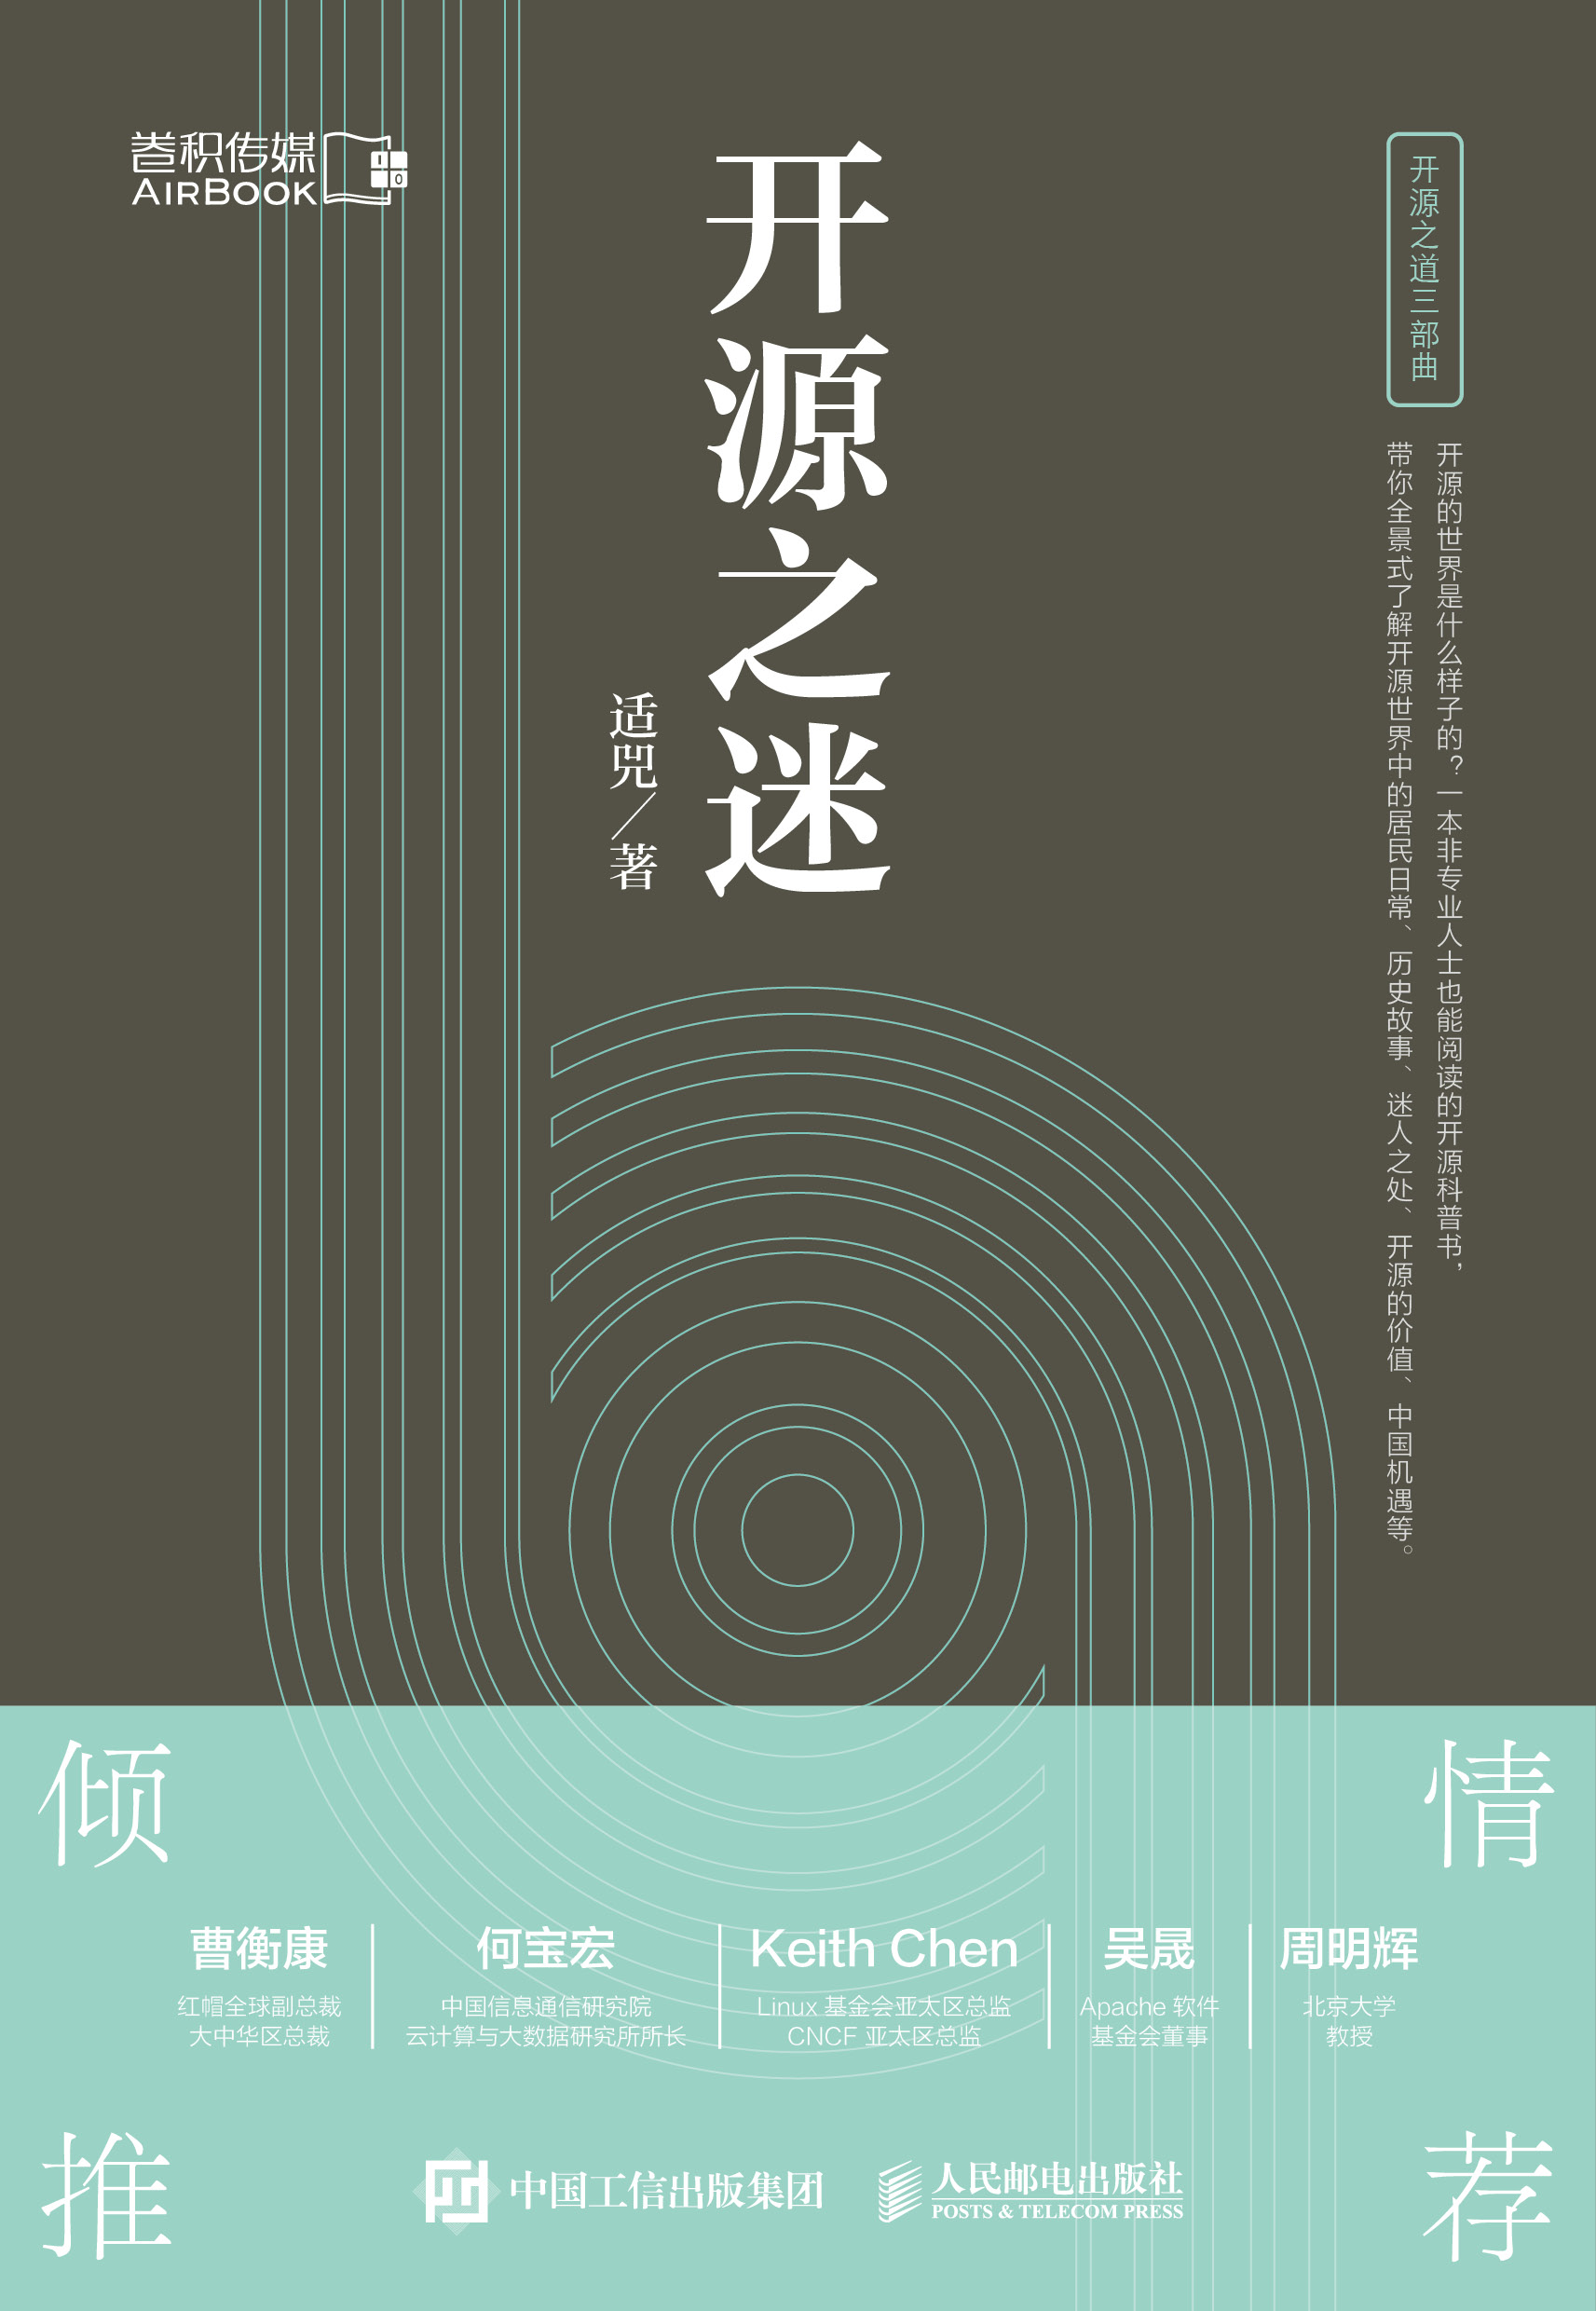 卷积传媒
AIRBOOK
开源之迷
适兕／著
开源之道三部曲
开源的世界是什么样子的？一本非专业人士也能阅读的开源科普书，
带你全景式了解开源世界中的居民日常、历史故事、迷人之处、开源的价值、中国机遇等。
倾情
曹衡康
红帽全球副总裁
大中华区总裁
何宝宏
中国信息通信研究院
云计算与大数据研究所所长
Keith Chen
Linux 基金会亚太区总监
CNCF 亚太区总监
吴晟
Apache 软件
基金会董事
周明辉
北京大学
教授
推荐
中国工信出版集团
人民邮电出版社
POSTS & TELECOM PRESS